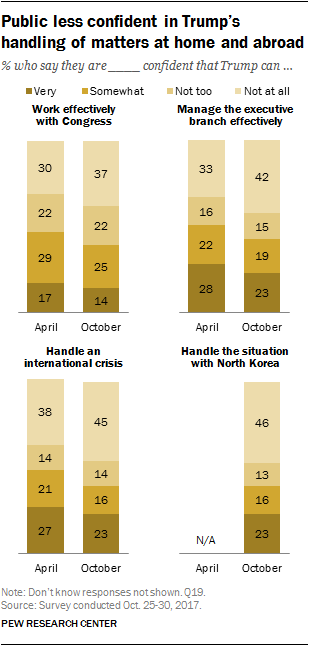 Public less confident in Trump's
handling of matters at home and abroad
% who say they are _____ confident that Trump can ...
Very Somewhat Not too Not at all
Work effectively
with Congress
30
37
22
22
29
25
17
14
April October
Manage the executive
branch effectively
33
42
16
15
22
19
28
23
April October
Handle an
international crisis
38
45
14
14
21
16
27
23
April October
Handle the situation
with North Korea
46
13
16
N/A
23
April October
Note: Don't know responses not shown. Q19.
Source: Survey conducted Oct. 25-30, 2017.
PEW RESEARCH CENTER